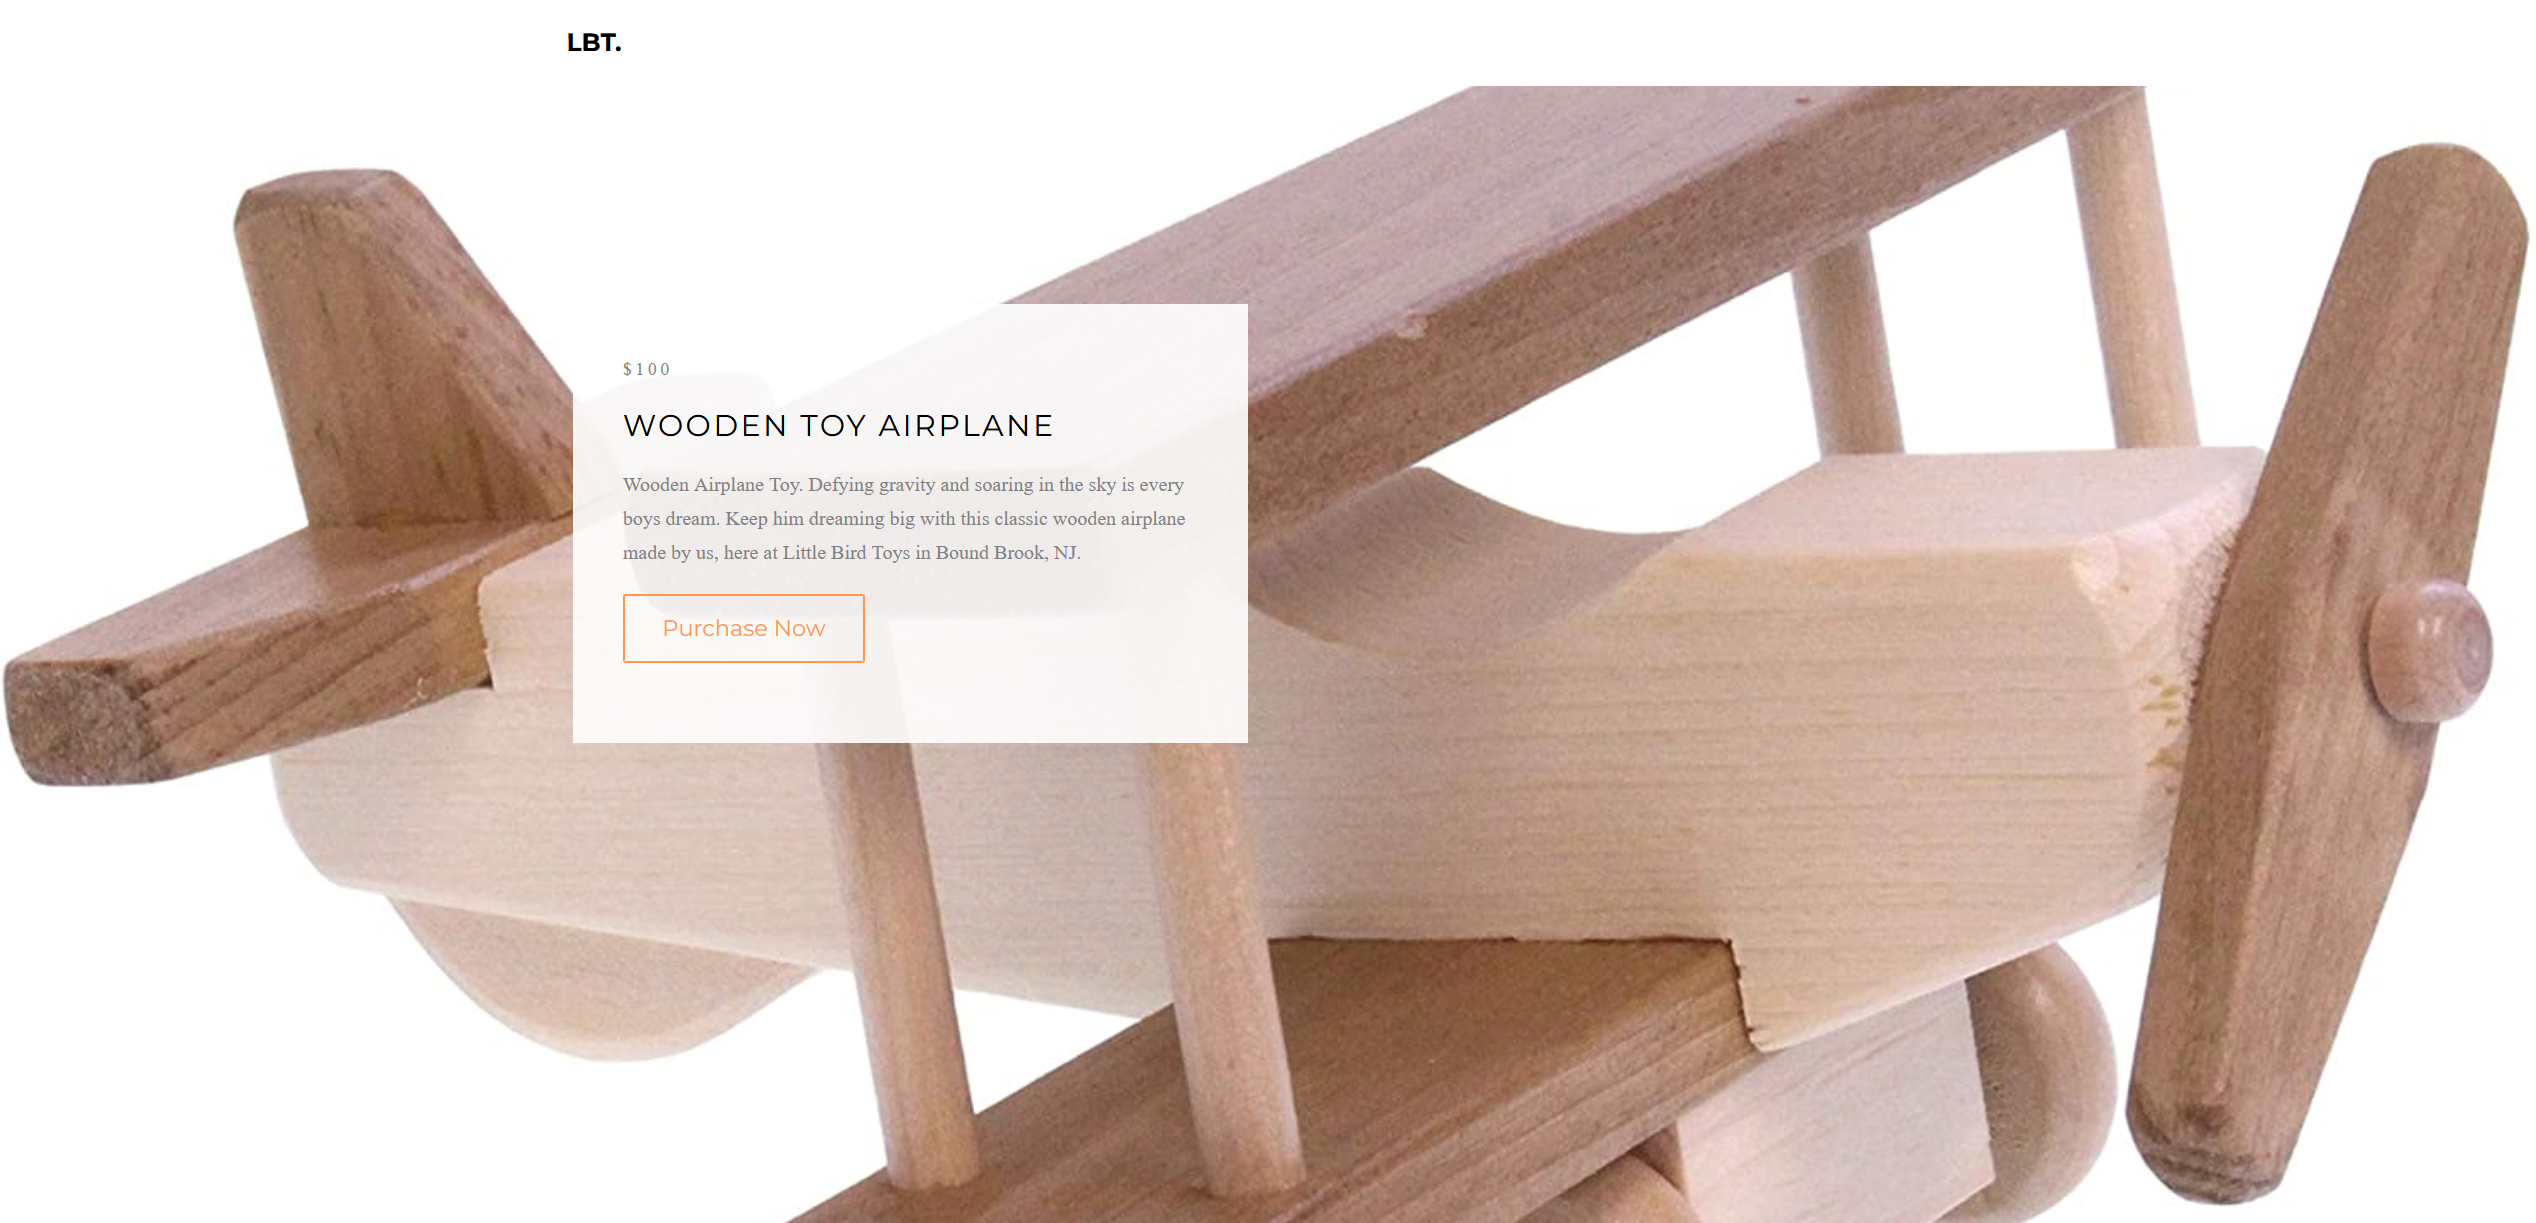 LBT.
$100
WOODEN TOY AIRPLANE
Wooden Airplane Toy. Defying gravity and soaring in the sky is every
boys dream. Keep him dreaming big with this classic wooden airplane
made by us, here at Little Bird Toys in Bound Brook, NJ.
Purchase Now